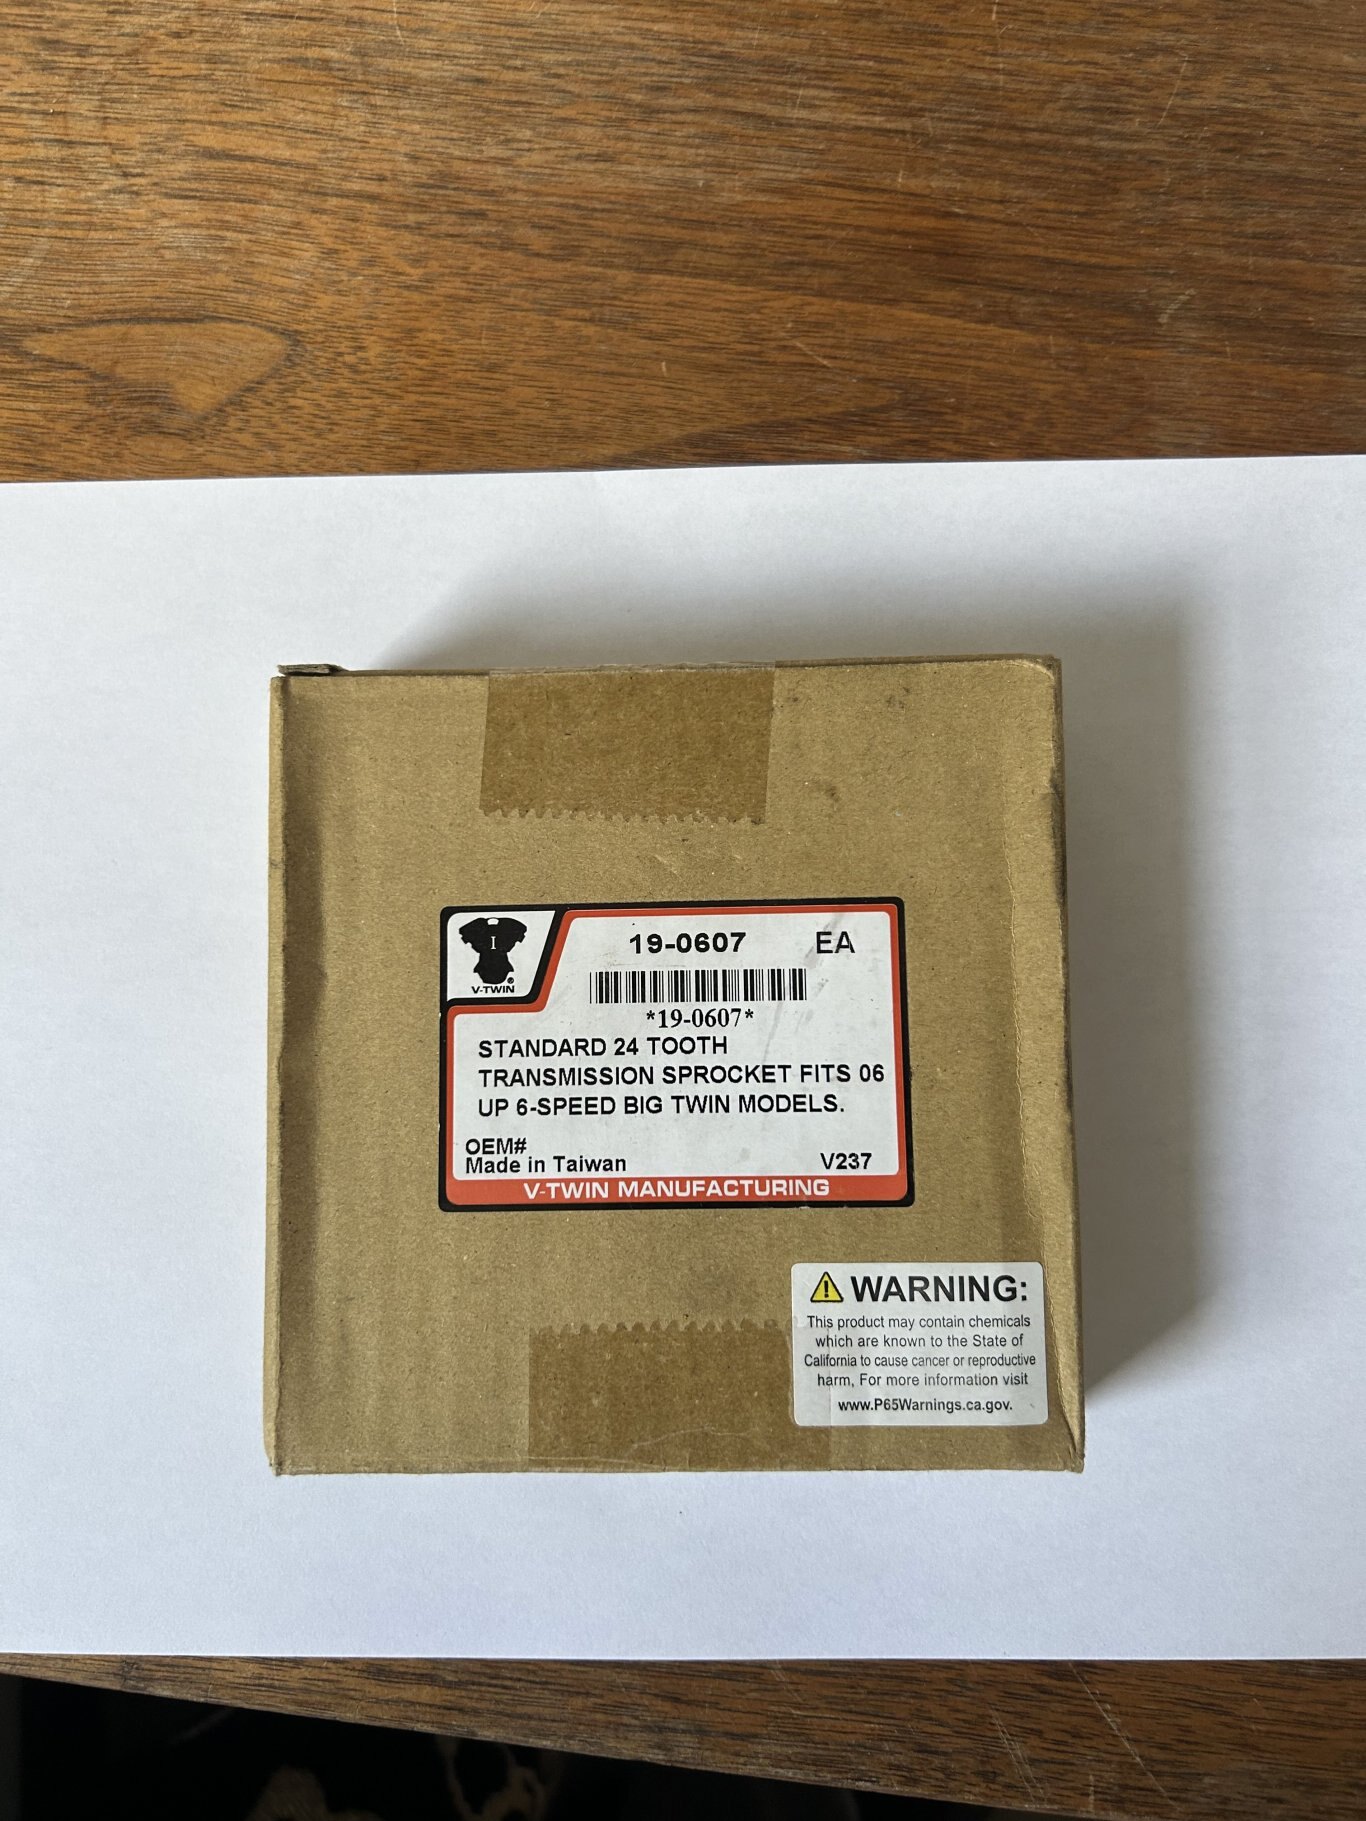 I
V-TWIN
®
19-0607 EA
*19-0607*
STANDARD 24 TOOTH
TRANSMISSION SPROCKET FITS 06
UP 6-SPEED BIG TWIN MODELS.
OEM#
Made in Taiwan V237
V-TWIN MANUFACTURING
WARNING:
This product may contain chemicals
which are known to the State of
California to cause cancer or reproductive
harm, For more information visit
www.P65Warnings.ca.gov.